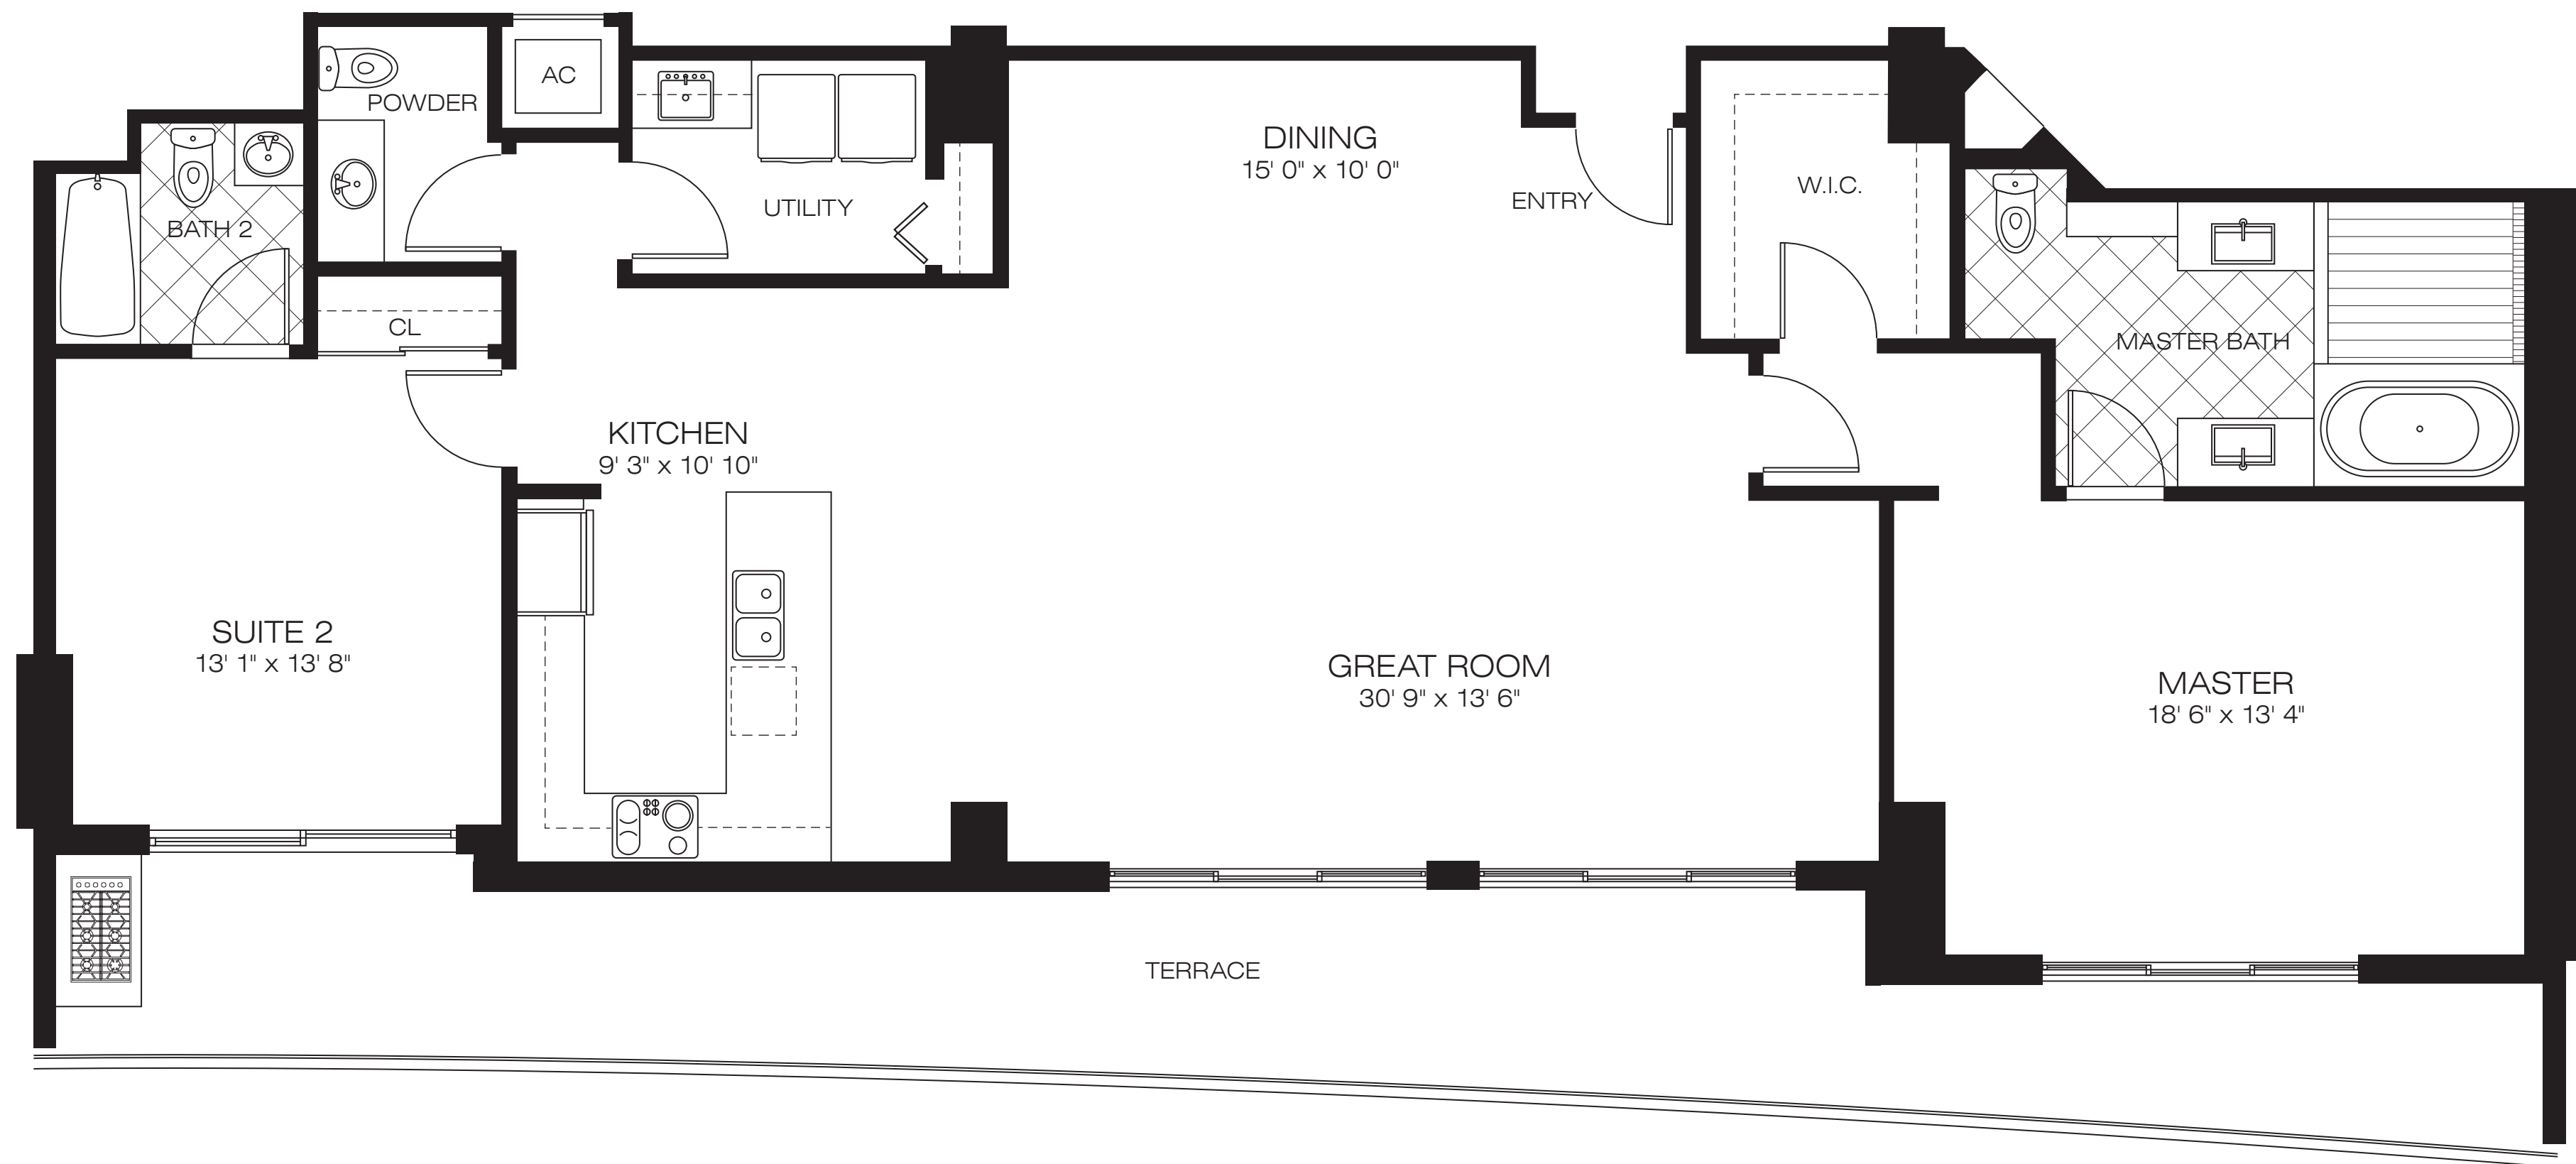 AC
POWDER
BATH 2
CL
UTILITY
DINING
15' 0" x 10' 0"
ENTRY
W.I.C.
MASTER BATH
KITCHEN
9' 3" x 10' 10"
SUITE 2
13' 1" x 13' 8"
GREAT ROOM
30' 9" x 13' 6"
MASTER
18' 6" x 13' 4"
TERRACE